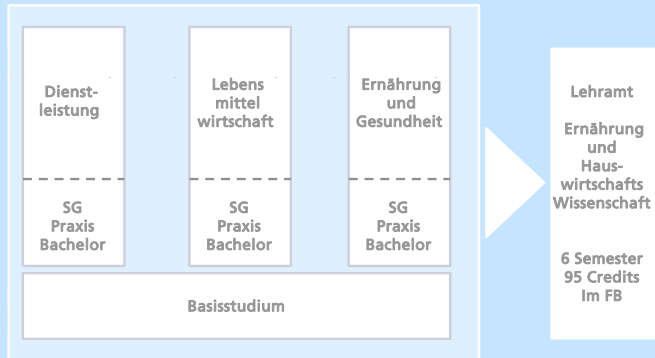 Dienst-
leistung
SG
Praxis
Bachelor
Lebens
mittel
wirtschaft
SG
Praxis
Bachelor
Ernährung
und
Gesundheit
SG
Praxis
Bachelor
Basisstudium
Lehramt
Ernährung
und
Haus-
wirtschafts
Wissenschaft
6 Semester
95 Credits
Im FB